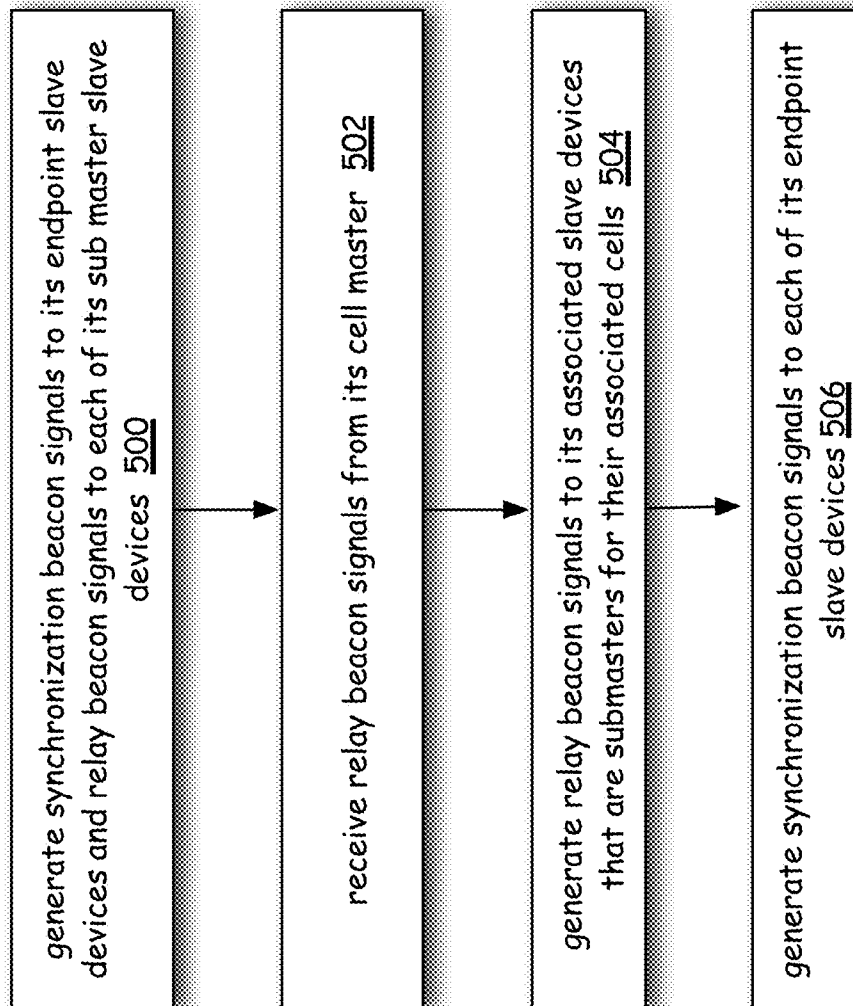 generate synchronization beacon signals to its endpoint slave
devices and relay beacon signals to each of its sub master slave
devices 500
receive relay beacon signals from its cell master 502
generate relay beacon signals to its associated slave devices
that are submasters for their associated cells 504
generate synchronization beacon signals to each of its endpoint
slave devices 506